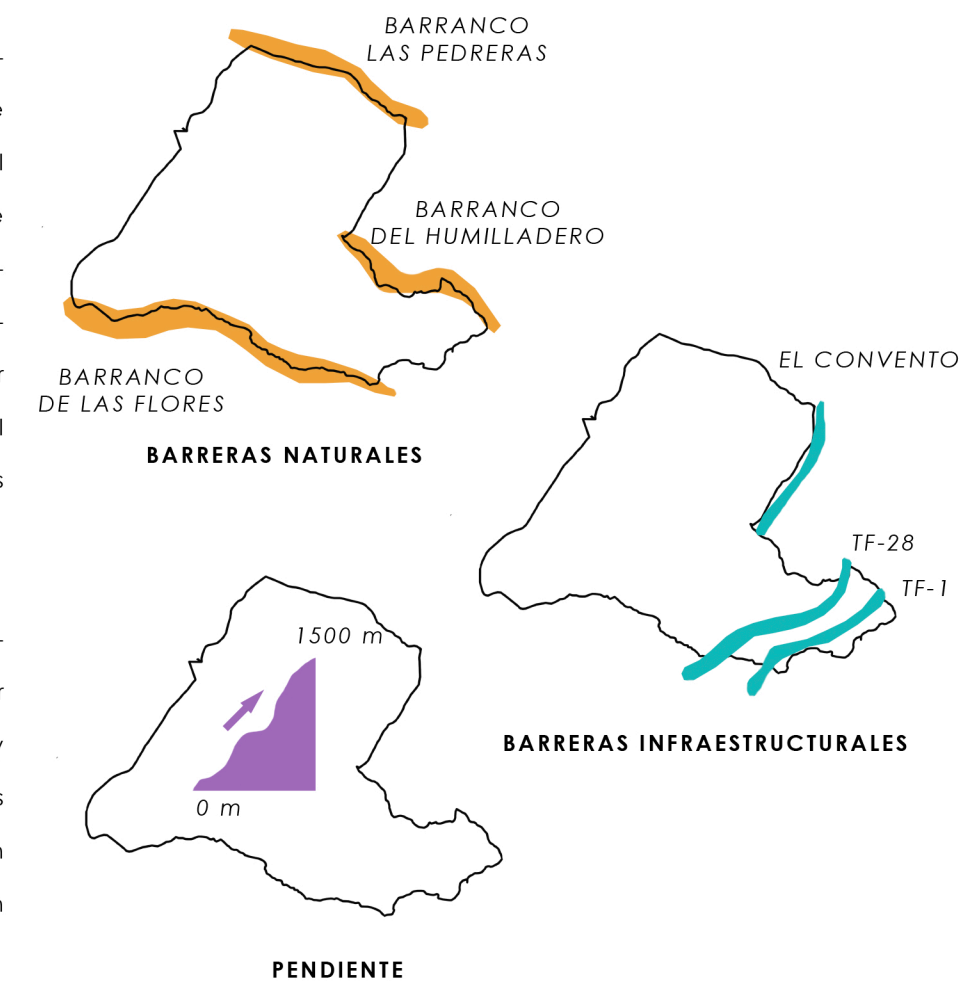 BARRANCO
LAS PEDRERAS
BARRANCO
DEL HUMILLADERO
BARRANCO
DE LAS FLORES
BARRERAS NATURALES
EL CONVENTO
TF-28
TF-1
BARRERAS INFRAESTRUCTURALES
1500 m
0 m
PENDIENTE